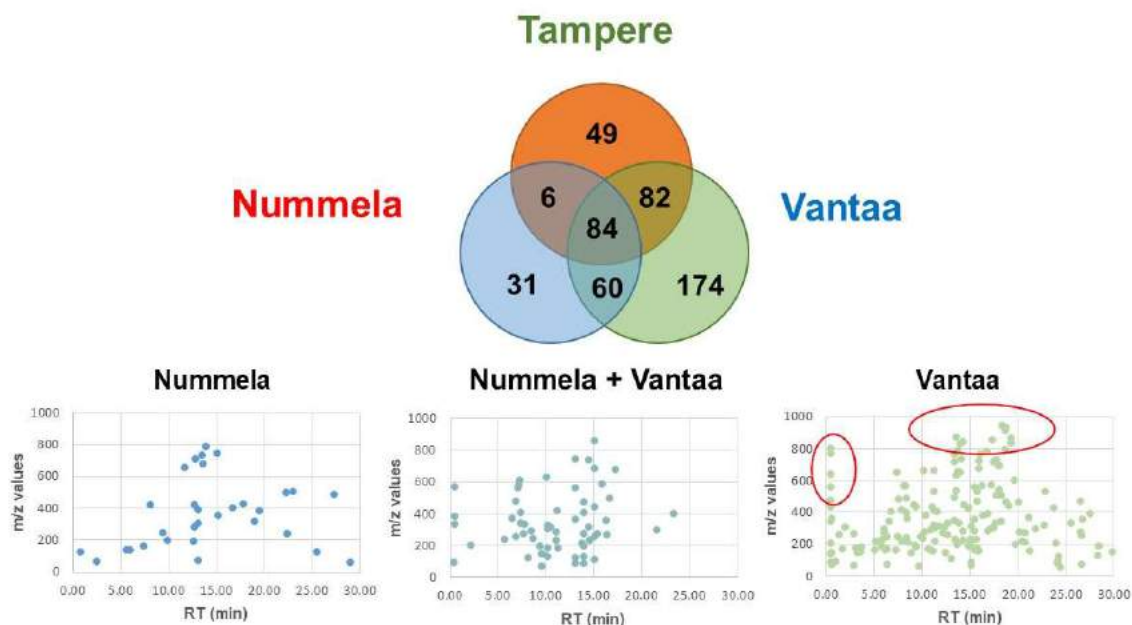 Tampere
49
Nummela 6 82 Vantaa
84
31 60 174
Nummela Nummela + Vantaa Vantaa
1000 1000 1000
800 800 800
600 600 600
400 400 400
200 200 200
0 0 0
m/z values m/z values m/z values
0.00 5.00 10.00 15.00 20.00 25.00 30.00 0.00 5.00 10.00 15.00 20.00 25.00 30.00 0.00 5.00 10.00 15.00 20.00 25.00 30.00
RT (min) RT (min) RT (min)